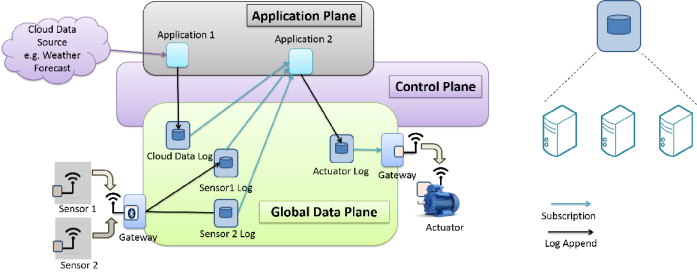 Application Plane
Cloud Data
Source
e.g. Weather
Forecast
Application 1
Application 2
Control Plane
Cloud Data Log
Actuator Log
Sensor1 Log
Gateway
Sensor 1
Global Data Plane
Sensor 2 Log
Gateway
Actuator
Sensor 2
Subscription
Log Append